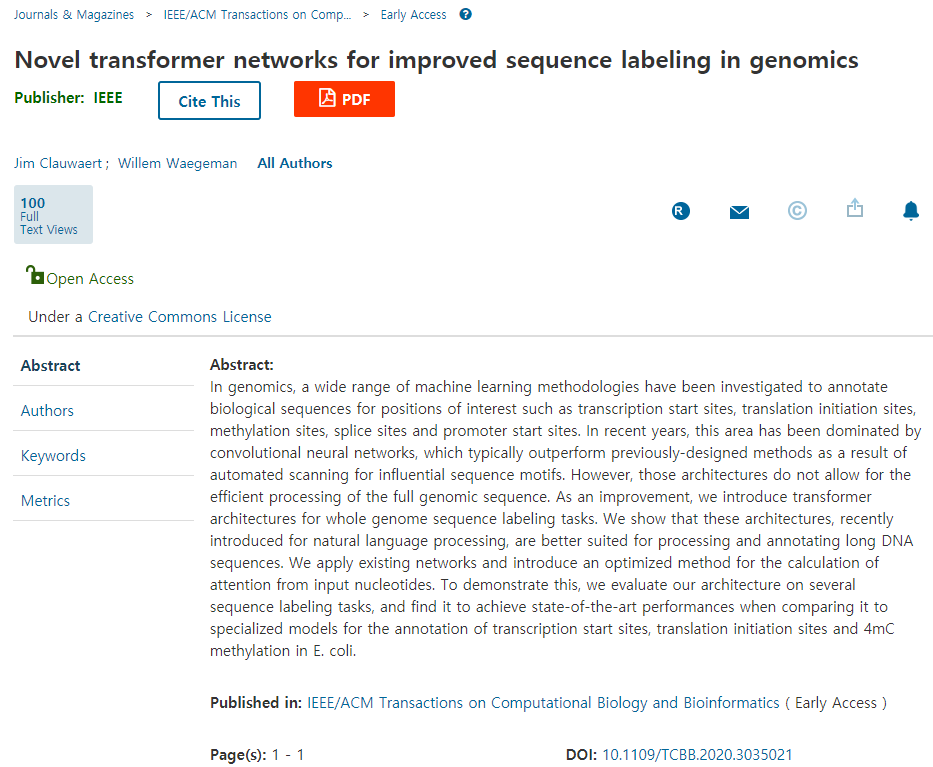 Journals & Magazines > IEEE/ACM Transactions on Comp... > Early Access ?
Novel transformer networks for improved sequence labeling in genomics
Publisher: IEEE
Cite This
PDF
Jim Clauwaert ; Willem Waegeman All Authors
100
Full
Text Views
R
©
Open Access
Under a Creative Commons License
Abstract
Authors
Keywords
Metrics
Abstract:
In genomics, a wide range of machine learning methodologies have been investigated to annotate
biological sequences for positions of interest such as transcription start sites, translation initiation sites,
methylation sites, splice sites and promoter start sites. In recent years, this area has been dominated by
convolutional neural networks, which typically outperform previously-designed methods as a result of
automated scanning for influential sequence motifs. However, those architectures do not allow for the
efficient processing of the full genomic sequence. As an improvement, we introduce transformer
architectures for whole genome sequence labeling tasks. We show that these architectures, recently
introduced for natural language processing, are better suited for processing and annotating long DNA
sequences. We apply existing networks and introduce an optimized method for the calculation of
attention from input nucleotides. To demonstrate this, we evaluate our architecture on several
sequence labeling tasks, and find it to achieve state-of-the-art performances when comparing it to
specialized models for the annotation of transcription start sites, translation initiation sites and 4mC
methylation in E. coli.
Published in: IEEE/ACM Transactions on Computational Biology and Bioinformatics ( Early Access )
Page(s): 1 - 1 DOI: 10.1109/TCBB.2020.3035021